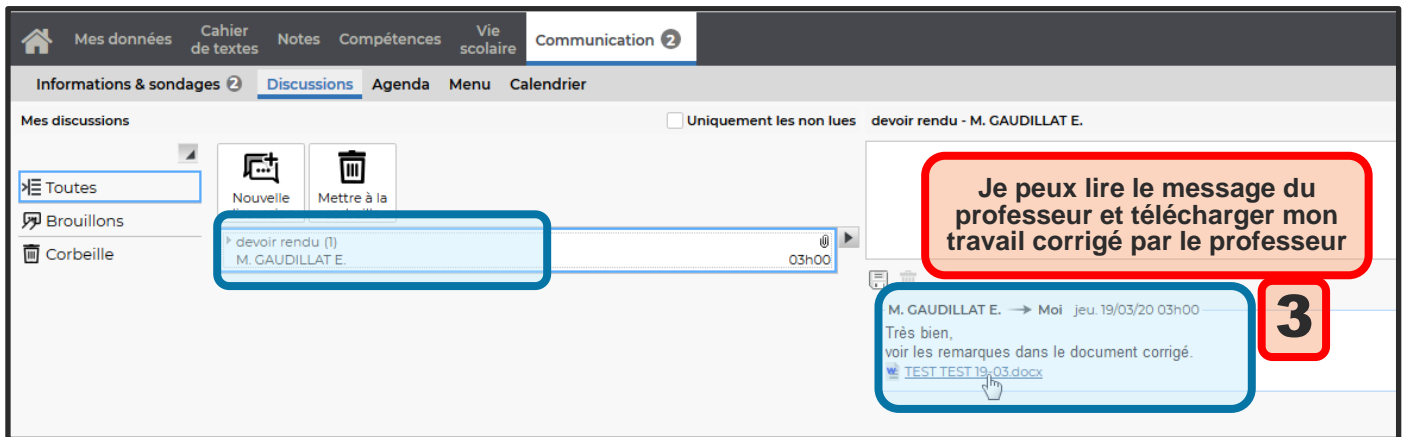 Mes données
Cahier
de textes
Notes
Compétences
Vie
scolaire
Communication 2
Informations & sondages 2
Discussions
Agenda
Menu
Calendrier
Mes discussions
Uniquement les non lues
devoir rendu - M. GAUDILLAT E.
Toutes
Brouillons
Corbeille
Nouvelle
Mettre à la
devoir rendu (1)
M. GAUDILLAT E.
03h00
Je peux lire le message du
professeur et télécharger mon
travail corrigé par le professeur
3
M. GAUDILLAT E. → Moi jeu. 19/03/20 03h00
Très bien,
voir les remarques dans le document corrigé.
TEST TEST 19-03.docx